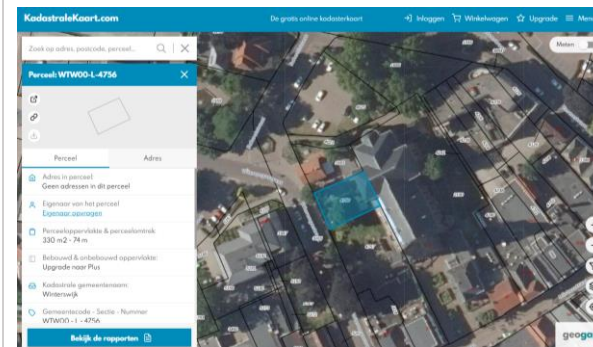 KadastraleKaart.com
De gratis online kadasterkaart
Inloggen
Winkelwagen
Upgrade
Menu
Zoek op adres, postcode, perceel..
Meten
Perceel: WTW00-L-4756
Perceel
Adres
Adres in perceel:
Geen adressen in dit perceel
Eigenaar van het perceel
Eigenaar opvragen
Perceeloppervlakte & perceelomtrek:
330 m2 - 74 m
Bebouwd & onbebouwd oppervlakte:
Upgrade naar Plus
Kadastrale gemeentenaam:
Winterswijk
Gemeentecode - Sectie - Nummer
WTW00 - L - 4756
Bekijk de rapporten